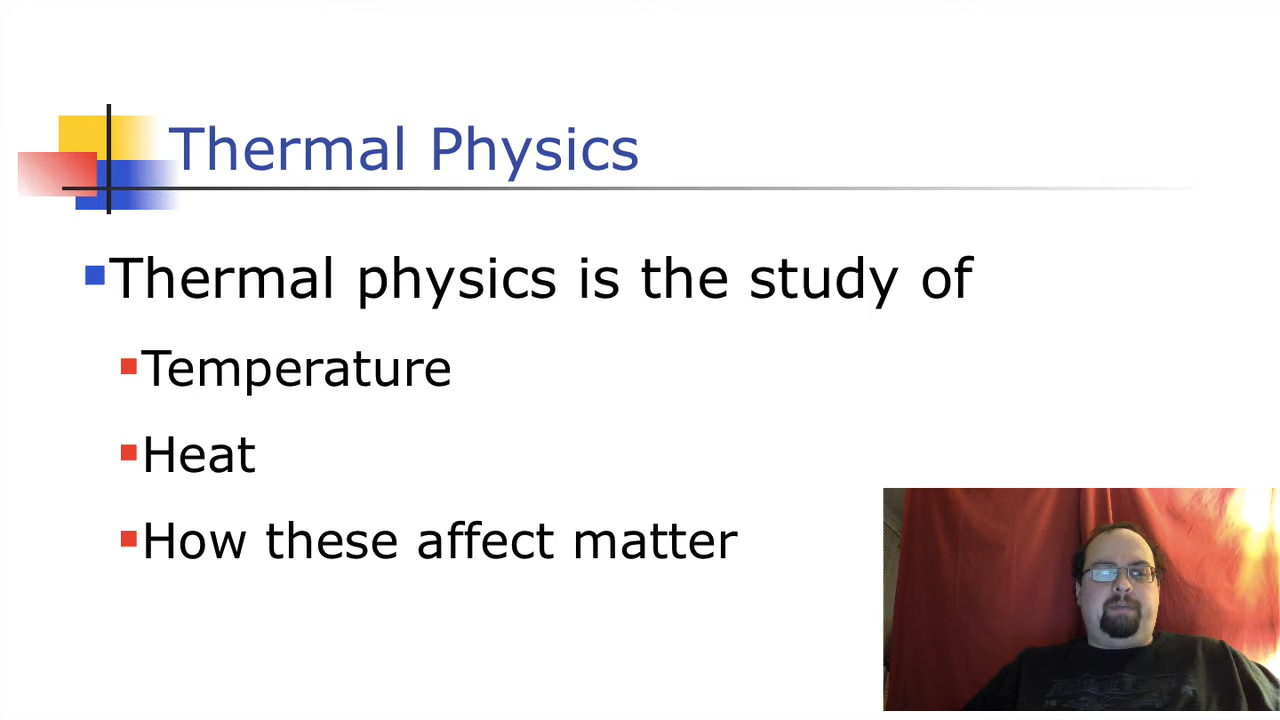 Thermal Physics
Thermal physics is the study of
Temperature
Heat
How these affect matter